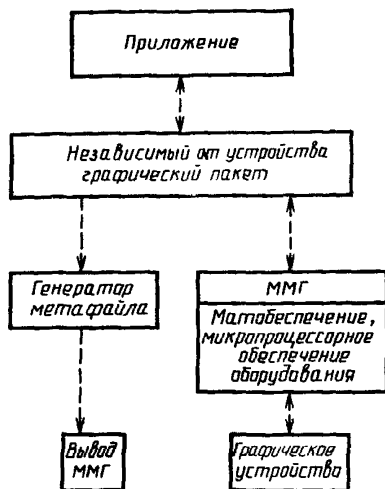 Приложение
Независимый от устройства
графический пакет
Генератор
метафайла
ММГ
Матобеспечение,
микропроцессорное
обеспечение
оборудования
Вывод
ММГ
Графическое
устройство